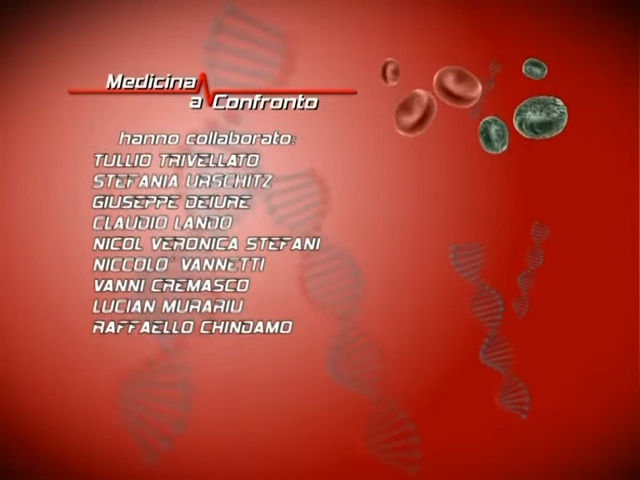 Medicina
a Confronto
hanno collaborato:
TULLIO TRIVELLATO
STEFANIA URSCHITZ
GIUSEPPE DEIURE
CLAUDIO LANDO
NICOL VERONICA STEFANI
NICCOLO' VANNETTI
VANNI CREMASCO
LUCIAN MURARIU
RAFFAELLO CHINDAMO